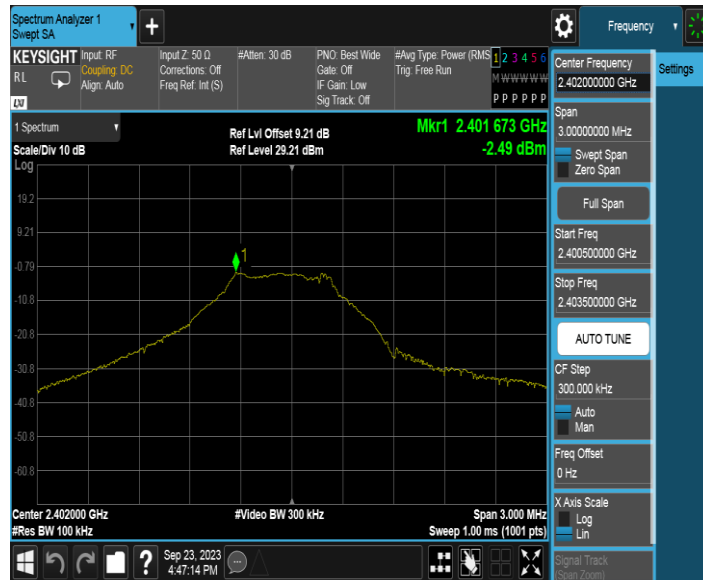 Spectrum Analyzer 1
Swept SA
+
Frequency
KEYSIGHT
RL
LXI
Input: RF
Coupling: DC
Align: Auto
Input Z: 50 Ω
Corrections: Off
Freq Ref: Int (S)
#Atten: 30 dB
PNO: Best Wide
Gate: Off
IF Gain: Low
Sig Track: Off
#Avg Type: Power (RMS
Trig: Free Run
1 2 3 4 5 6
M W W W W W
P P P P P P
1 Spectrum
Scale/Div 10 dB
Log
Ref Lvl Offset 9.21 dB
Ref Level 29.21 dBm
Mkr1 2.401 673 GHz
-2.49 dBm
19.2
9.21
-0.79
-10.8
-20.8
-30.8
-40.8
-50.8
-60.8
1
Center 2.402000 GHz
#Res BW 100 kHz
#Video BW 300 kHz
Span 3.000 MHz
Sweep 1.00 ms (1001 pts)
?
Sep 23, 2023
4:47:14 PM
Center Frequency
2.402000000 GHz
Span
3.00000000 MHz
Swept Span
Zero Span
Full Span
Start Freq
2.400500000 GHz
Stop Freq
2.403500000 GHz
AUTO TUNE
CF Step
300.000 kHz
Auto
Man
Freq Offset
0 Hz
X Axis Scale
Log
Lin
Signal Track
(Span Zoom)
Settings